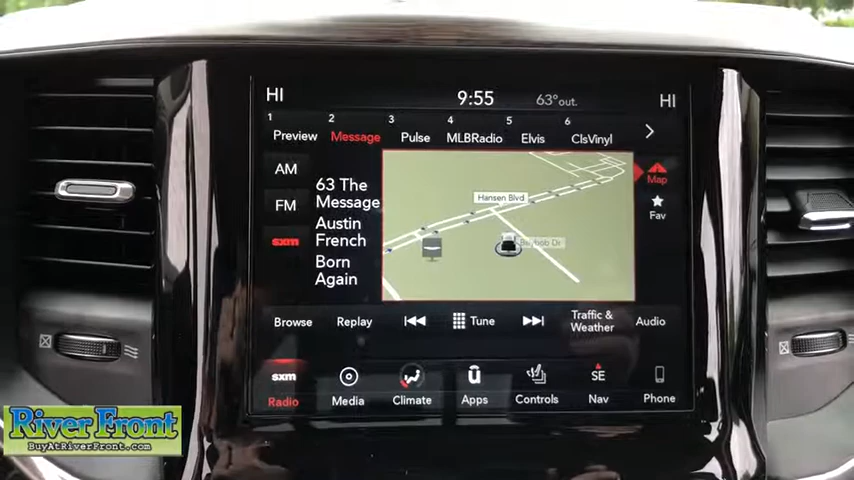 HI
9:55
63°out.
HI
1
2
3
4
5
6
Preview
Message
Pulse
MLBRadio
Elvis
ClsVinyl
AM
FM
sxm
63 The
Message
Austin
French
Born
Again
Hansen Blvd
Dr
Map
Fav
Browse
Replay
Tune
Traffic &
Weather
Audio
sxm
Radio
Media
Climate
ū
Apps
Controls
SE
Nav
Phone
RiverFront
BuyAtRiverFront.com